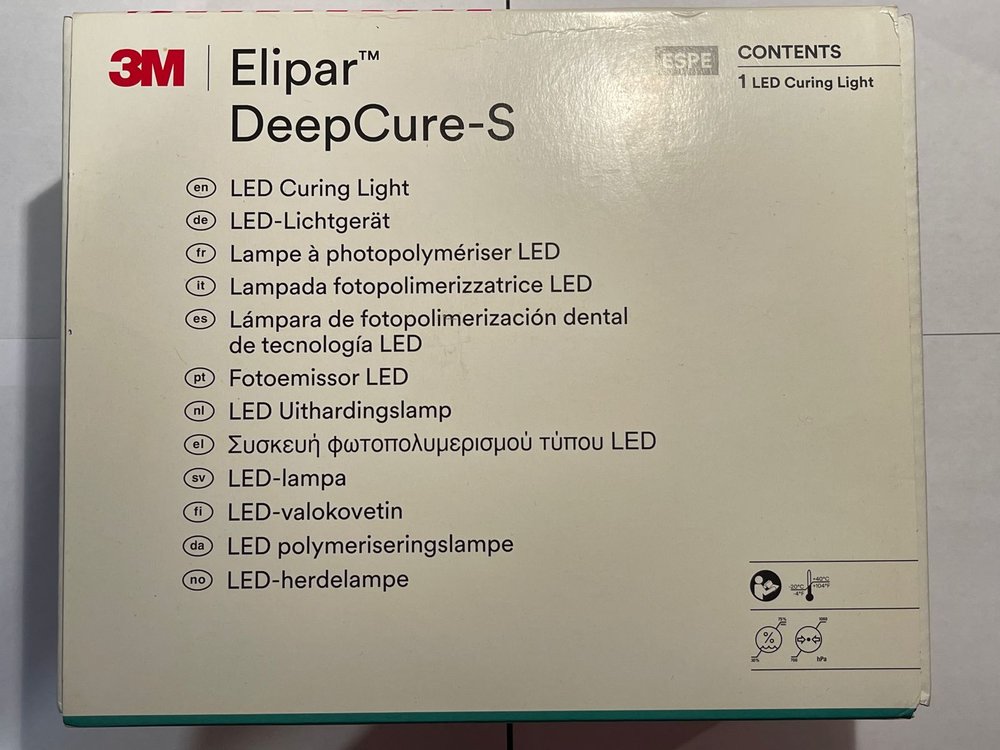 3M
Elipar™
DeepCure-S
ESPE
CONTENTS
1 LED Curing Light
en LED Curing Light
de LED-Lichtgerät
fr Lampe à photopolymériser LED
it Lampada fotopolimerizzatrice LED
es Lámpara de fotopolimerización dental
de tecnología LED
pt Fotoemissor LED
nl LED Uithardingslamp
el Συσκευή φωτοπολυμερισμού τύπου LED
sv LED-lampa
fi LED-valokovetin
da LED polymeriseringslampe
no LED-herdelampe
-20°C
-4°F
+40°C
+104°F
%
hPa